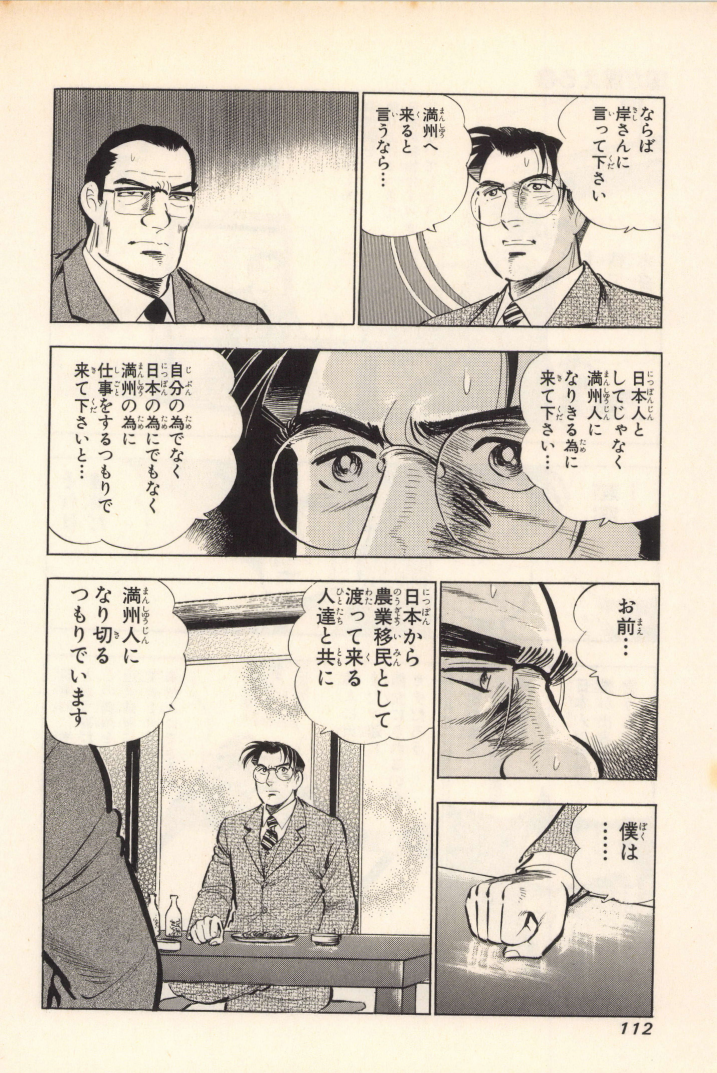 ならば
岸さんに
言って下さい
満州へ
来ると
言うなら…
日本人と
してじゃなく
満州人に
なりきる為に
来て下さい…
自分の為でなく
日本の為にでもなく
満州の為に
仕事をするつもりで
来て下さいと…
お前…
僕は
……
日本から
農業移民として
渡って来る
人達と共に
満州人に
なり切る
つもりでいます
112